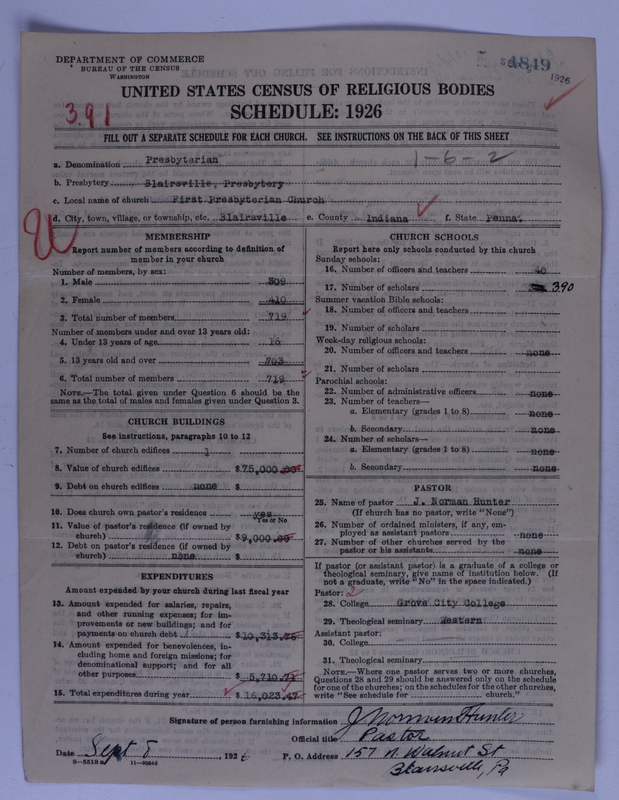 DEPARTMENT OF COMMERCE
BUREAU OF THE CENSUS
WASHINGTON
1849
1926
UNITED STATES CENSUS OF RELIGIOUS BODIES
391
SCHEDULE: 1926
FILL OUT A SEPARATE SCHEDULE FOR EACH CHURCH. SEE INSTRUCTIONS ON THE BACK OF THIS SHEET
a. Denomination Presbyterian 1-6-2
b. Presbytery Blairsville, Presbytery
c. Local name of church First Presbyterian Church
d. City, town, village, or township, etc. Blairsville e. County Indiana f. State Penna.
MEMBERSHIP
Report number of members according to definition of
member in your church
Number of members, by sex:
1. Male 309
2. Female 410
3. Total number of members 719
Number of members under and over 13 years old:
4. Under 13 years of age 16
5. 13 years old and over 703
6. Total number of members 719
NOTE.—The total given under Question 6 should be the
same as the total of males and females given under Question 3.
CHURCH BUILDINGS
See instructions, paragraphs 10 to 12
7. Number of church edifices 1
8. Value of church edifices $75,000.00
9. Debt on church edifices none $
10. Does church own pastor's residence yes
Yes or No
11. Value of pastor's residence (if owned by
church) $9,000.00
12. Debt on pastor's residence (if owned by
church) none $
EXPENDITURES
Amount expended by your church during last fiscal year
13. Amount expended for salaries, repairs,
and other running expenses; for im-
provements or new buildings; and for
payments on church debt $10,313.76
14. Amount expended for benevolences, in-
cluding home and foreign missions; for
denominational support; and for all
other purposes $5,710.71
15. Total expenditures during year $16,023.47
CHURCH SCHOOLS
Report here only schools conducted by this church
Sunday schools:
16. Number of officers and teachers 40
17. Number of scholars 390
Summer vacation Bible schools:
18. Number of officers and teachers
19. Number of scholars
Week-day religious schools:
20. Number of officers and teachers none
21. Number of scholars
Parochial schools:
22. Number of administrative officers none
23. Number of teachers—
a. Elementary (grades 1 to 8) none
b. Secondary none
24. Number of scholars—
a. Elementary (grades 1 to 8) none
b. Secondary none
PASTOR
25. Name of pastor J. Norman Hunter
(If church has no pastor, write "None")
26. Number of ordained ministers, if any, em-
ployed as assistant pastors none
27. Number of other churches served by the
pastor or his assistants none
If pastor (or assistant pastor) is a graduate of a college or
theological seminary, give name of institution below. (If
not a graduate, write "No" in the space indicated.)
Pastor: 2
28. College Grove City College
29. Theological seminary Western
Assistant pastor:
30. College
31. Theological seminary
NOTE.—Where one pastor serves two or more churches,
Questions 28 and 29 should be answered only on the schedule
for one of the churches; on the schedules for the other churches,
write "See schedule for church."
Signature of person furnishing information J Norman Hunter
Official title Pastor
Date Sept 8, 1926 P. O. Address 157 N Walnut St
Blairsville, Pa
8-5518a